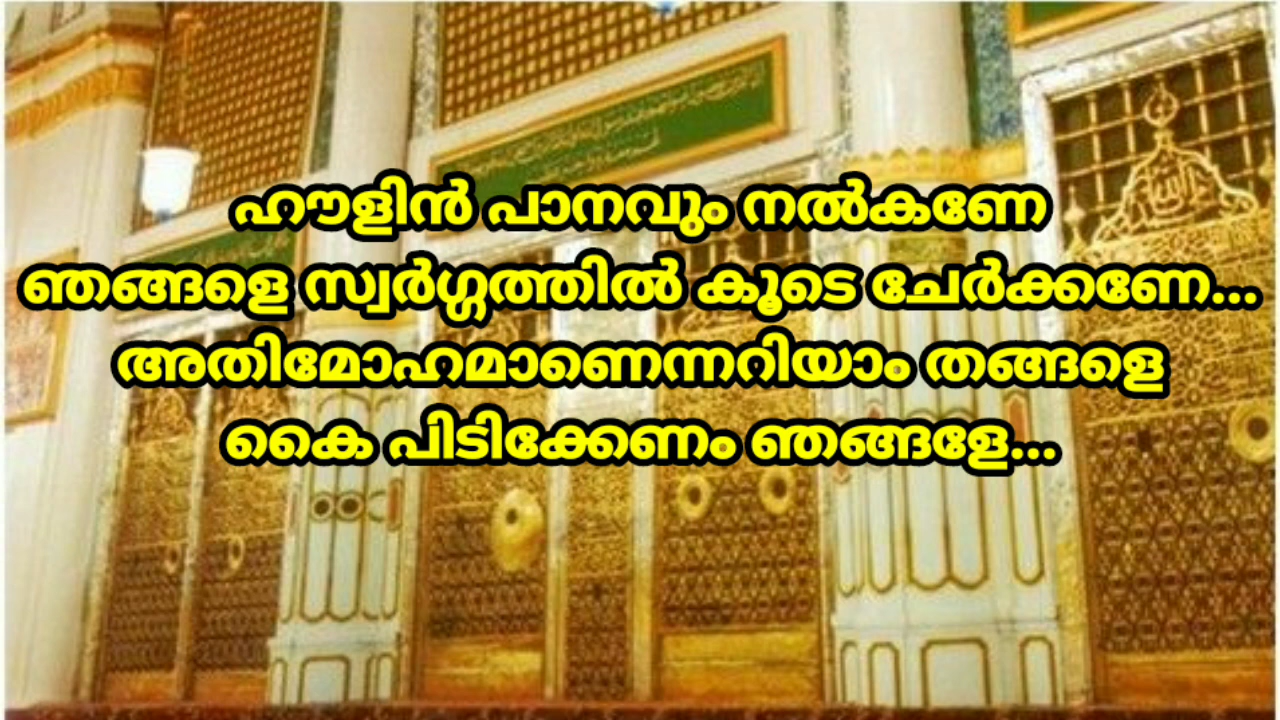 ഹൗളിൻ പാനവും നൽകണേ
ഞങ്ങളെ സ്വർഗ്ഗത്തിൽ കൂടെ ചേർക്കണേ...
അതിമോഹമാണെന്നറിയാം തങ്ങളെ
കൈ പിടിക്കേണം ഞങ്ങളേ...